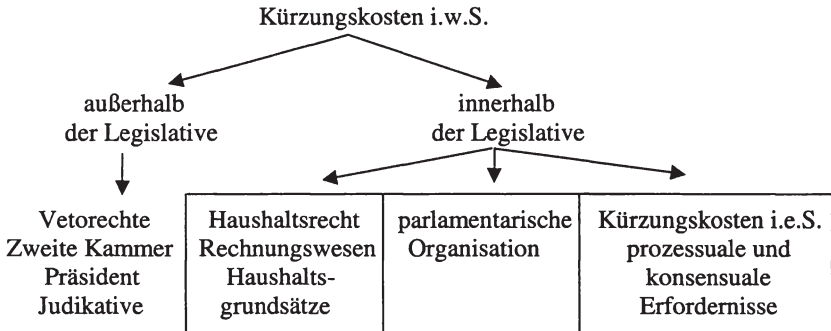 Kürzungskosten i.w.S.
außerhalb
der Legislative
innerhalb
der Legislative
Vetorechte
Zweite Kammer
Präsident
Judikative
Haushaltsrecht
Rechnungswesen
Haushalts-
grundsätze
parlamentarische
Organisation
Kürzungskosten i.e.S.
prozessuale und
konsensuale
Erfordernisse